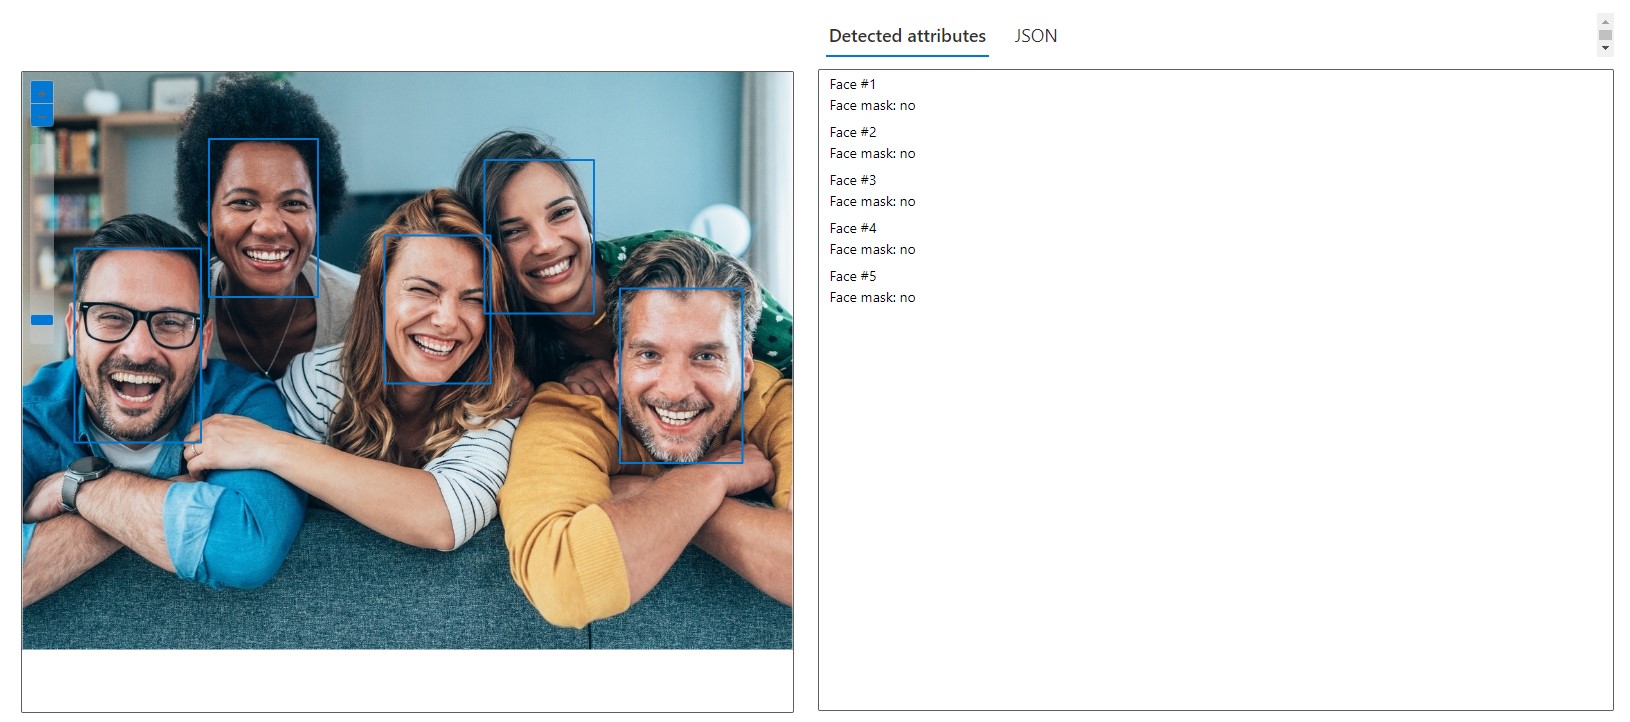 Detected attributes JSON
Face #1
Face mask: no
Face #2
Face mask: no
Face #3
Face mask: no
Face #4
Face mask: no
Face #5
Face mask: no